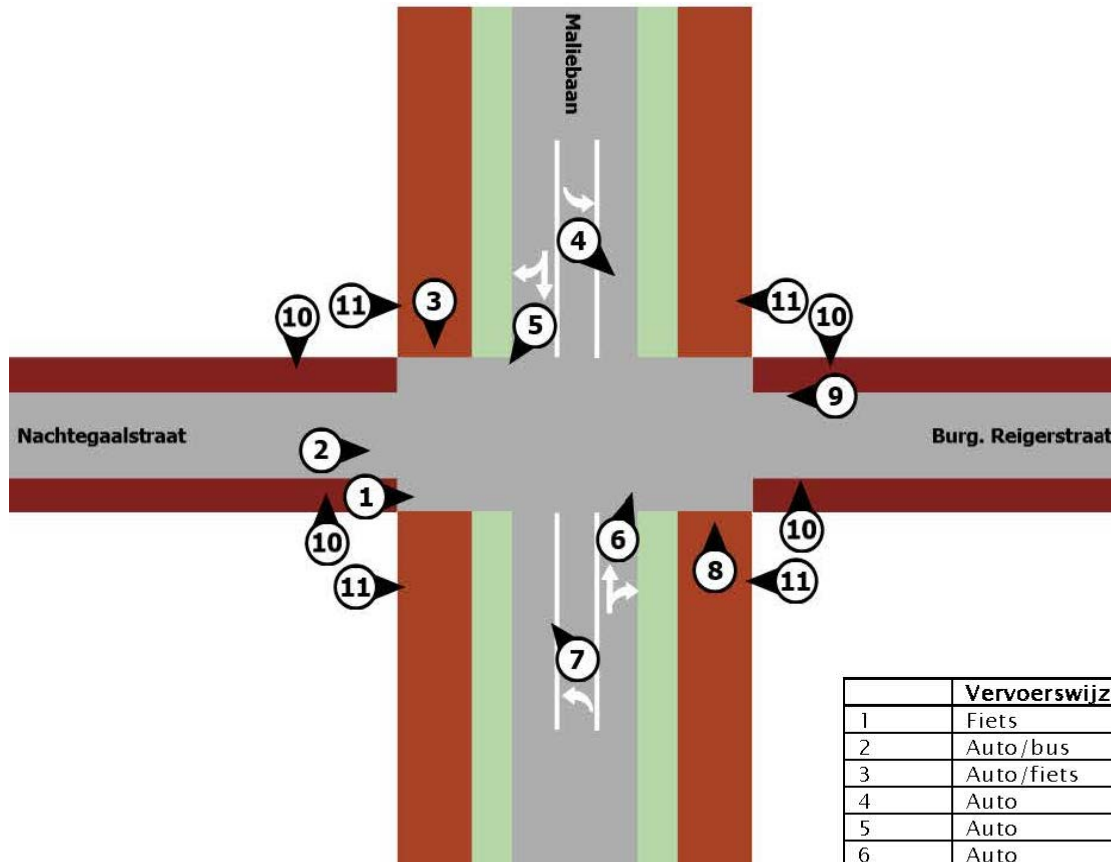 Maliebaan
4
11
3
11
10
10
5
9
Nachtegaalstraat
Burg. Reigerstraat
2
1
10
6
10
11
8
11
7
Vervoerswijz
1 Fiets
2 Auto/bus
3 Auto/fiets
4 Auto
5 Auto
6 Auto